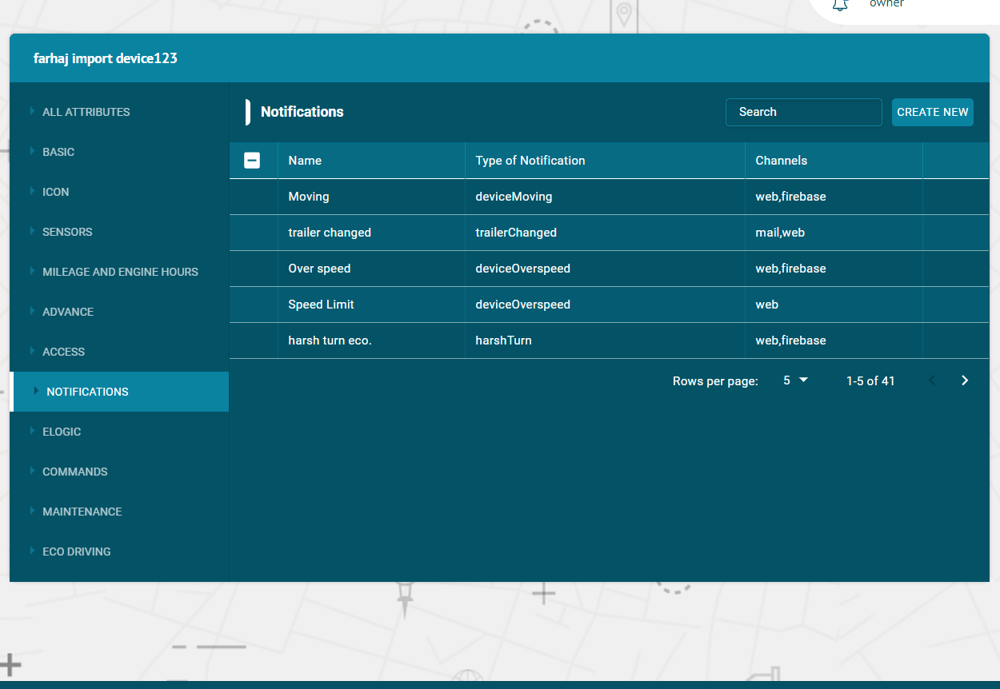 owner
farhaj import device123
ALL ATTRIBUTES
BASIC
ICON
SENSORS
MILEAGE AND ENGINE HOURS
ADVANCE
ACCESS
NOTIFICATIONS
ELOGIC
COMMANDS
MAINTENANCE
ECO DRIVING
Notifications
Search
CREATE NEW
Name Type of Notification Channels
Moving deviceMoving web,firebase
trailer changed trailerChanged mail,web
Over speed deviceOverspeed web,firebase
Speed Limit deviceOverspeed web
harsh turn eco. harshTurn web,firebase
Rows per page: 5 1-5 of 41